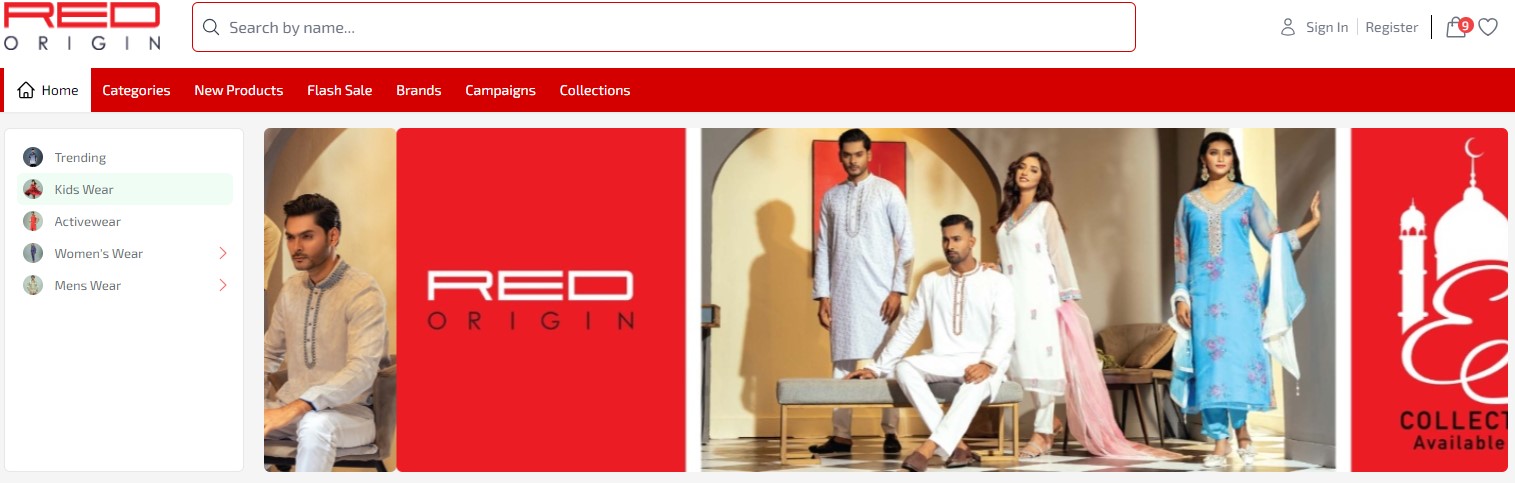 RED
ORIGIN
Search by name...
Sign In
Register
9
Home
Categories
New Products
Flash Sale
Brands
Campaigns
Collections
Trending
Kids Wear
Activewear
Women's Wear
Mens Wear
RED
ORIGIN
E
COLLECT
Available